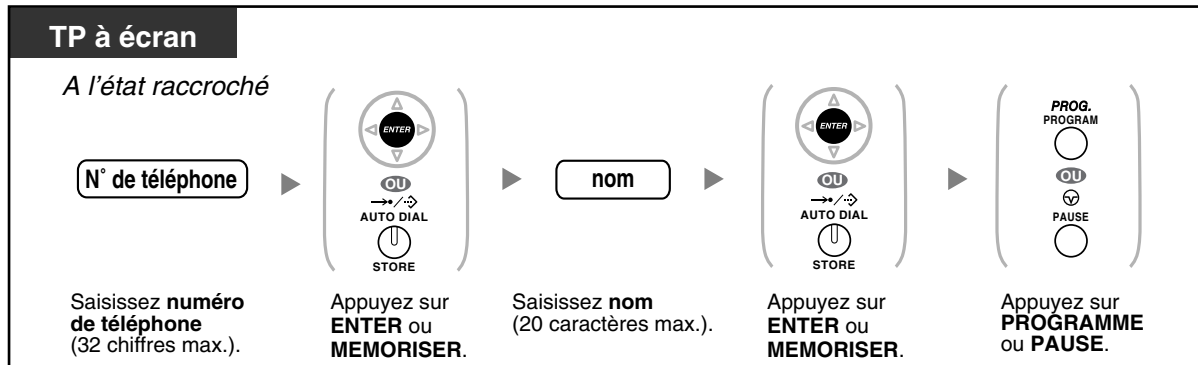 TP à écran
A l'état raccroché
N° de téléphone
ENTER
OU
AUTO DIAL
STORE
nom
ENTER
OU
AUTO DIAL
STORE
PROG.
PROGRAM
OU
PAUSE
Saisissez numéro
de téléphone
(32 chiffres max.).
Appuyez sur
ENTER ou
MEMORISER.
Saisissez nom
(20 caractères max.).
Appuyez sur
ENTER ou
MEMORISER.
Appuyez sur
PROGRAMME
ou PAUSE.